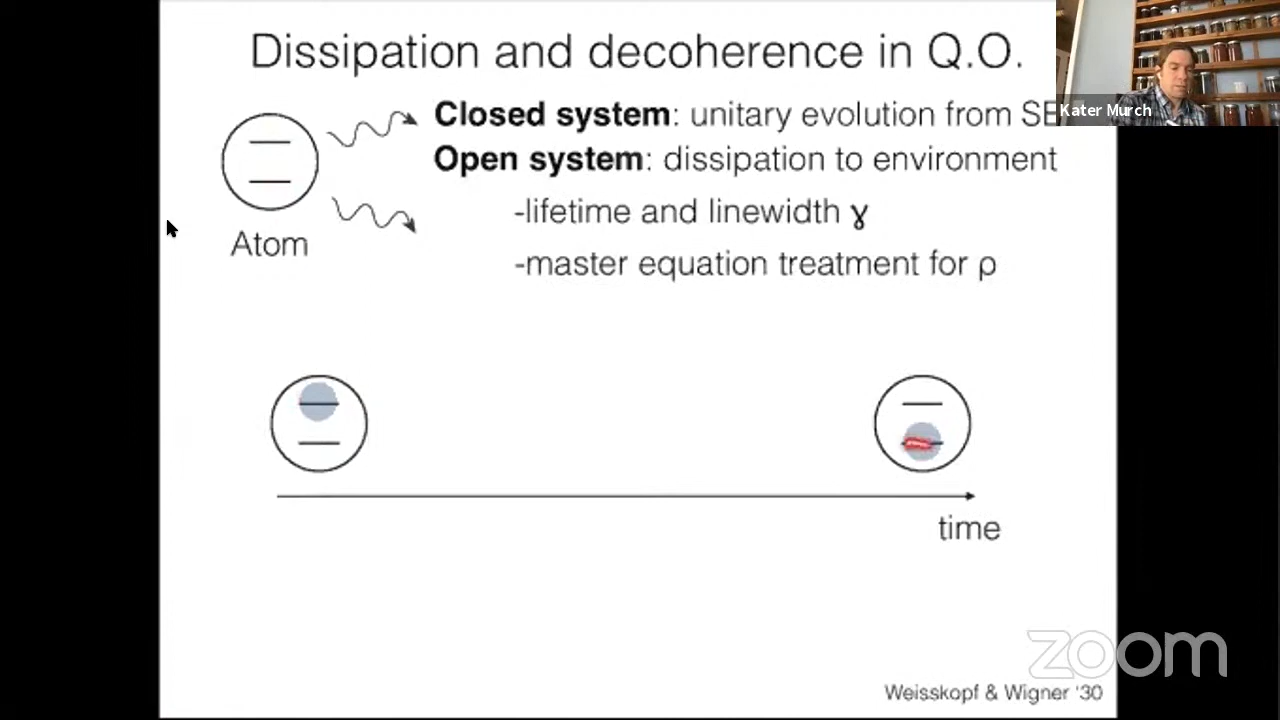 Dissipation and decoherence in Q.O.
Closed system: unitary evolution from SE
Kater Murch
Open system: dissipation to environment
-lifetime and linewidth γ
Atom
-master equation treatment for ρ
time
zoom
Weisskopf & Wigner '30